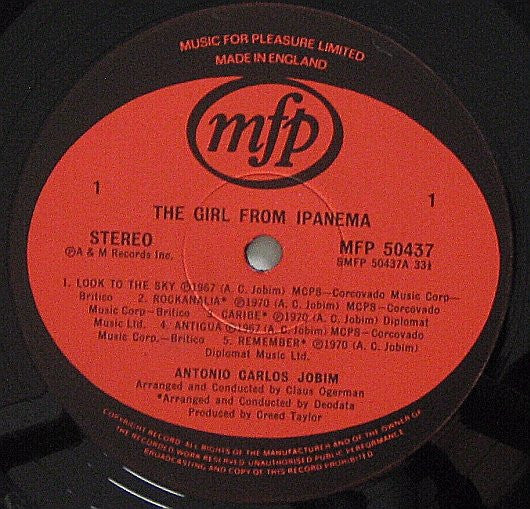 MUSIC FOR PLEASURE LIMITED
MADE IN ENGLAND
mfp
1 1
THE GIRL FROM IPANEMA
STEREO MFP 50437
Ⓟ A & M Records Inc. SMFP 50437A 33⅓
1. LOOK TO THE SKY Ⓟ1967 (A. C. Jobim) MCPS—Corcovado Music Corp—
Britico 2. ROCKANALIA* Ⓟ1970 (A. C. Jobim) MCPS—Corcovado
Music Corp—Britico 3. CARIBE* Ⓟ1970 (A. C. Jobim) Diplomat
Music Ltd. 4. ANTIGUA Ⓟ1967 (A. C. Jobim) MCPS—Corcovado
Music Corp.—Britico 5. REMEMBER* Ⓟ1970 (A. C. Jobim)
Diplomat Music Ltd.
ANTONIO CARLOS JOBIM
Arranged and Conducted by Claus Ogerman
*Arranged and Conducted by Deodata
Produced by Creed Taylor
COPYRIGHT RECORD ALL RIGHTS OF THE MANUFACTURER AND OF THE OWNER OF
THE RECORDED WORK RESERVED UNAUTHORISED PUBLIC PERFORMANCE
BROADCASTING AND COPY OF THIS RECORD PROHIBITED